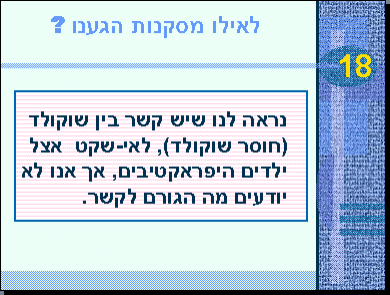 לאילו מסקנות הגענו ?
18
נראה לנו שיש קשר בין שוקולד
(חוסר שוקולד), לאי-שקט אצל
ילדים היפראקטיבים, אך אנו לא
יודעים מה הגורם לקשר.